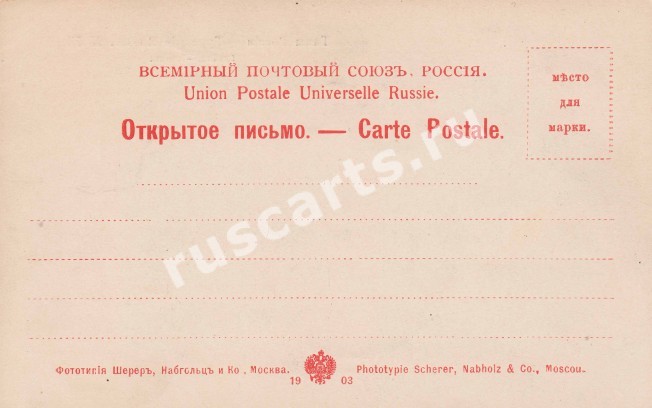 ВСЕМІРНЫЙ ПОЧТОВЫЙ СОЮЗЪ. РОССІЯ.
Union Postale Universelle Russie.
Открытое письмо. — Carte Postale.
мѣсто
для
марки.
ruscarts.ru
Фототипія Шереръ, Набгольцъ и Ко, Москва.
Phototypie Scherer, Nabholz & Co., Moscou.
19 03